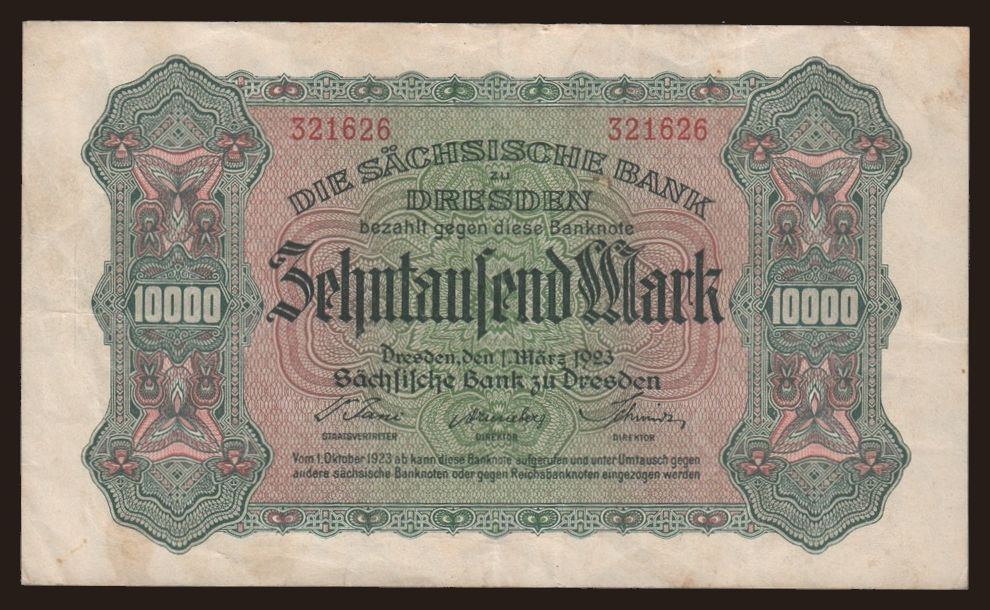 321626 321626
DIE SÄCHSISCHE BANK
zu
DRESDEN
bezahlt gegen diese Banknote
Zehntausend Mark
10000 10000
Dresden, den 1. März 1923
Sächsische Bank zu Dresden
STAATSVERTRETER DIREKTOR DIREKTOR
Vom 1. Oktober 1923 ab kann diese Banknote aufgerufen und unter Umtausch gegen
andere sächsische Banknoten oder gegen Reichsbanknoten eingezogen werden